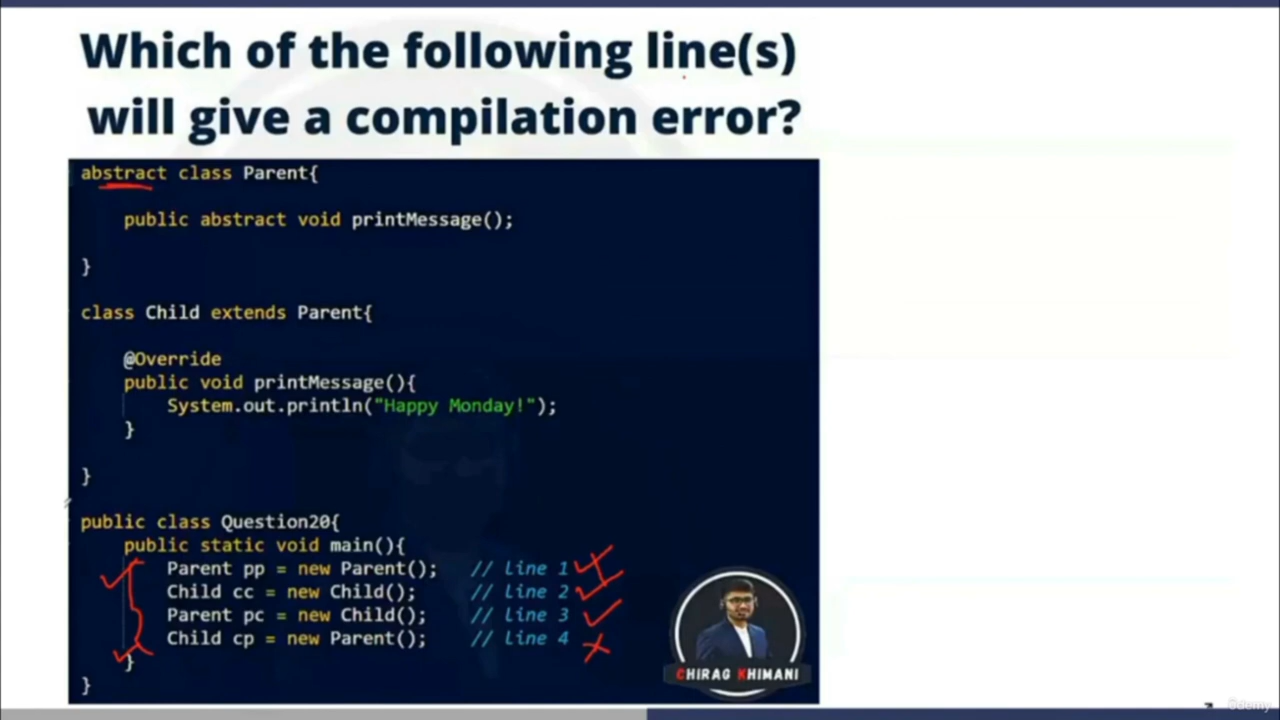 Which of the following line(s)
will give a compilation error?
abstract class Parent{
public abstract void printMessage();
}
class Child extends Parent{
@Override
public void printMessage(){
System.out.println("Happy Monday!");
}
}
public class Question20{
public static void main(){
Parent pp = new Parent(); // line 1
Child cc = new Child(); // line 2
Parent pc = new Child(); // line 3
Child cp = new Parent(); // line 4
}
}
CHIRAG KHIMANI
Udemy